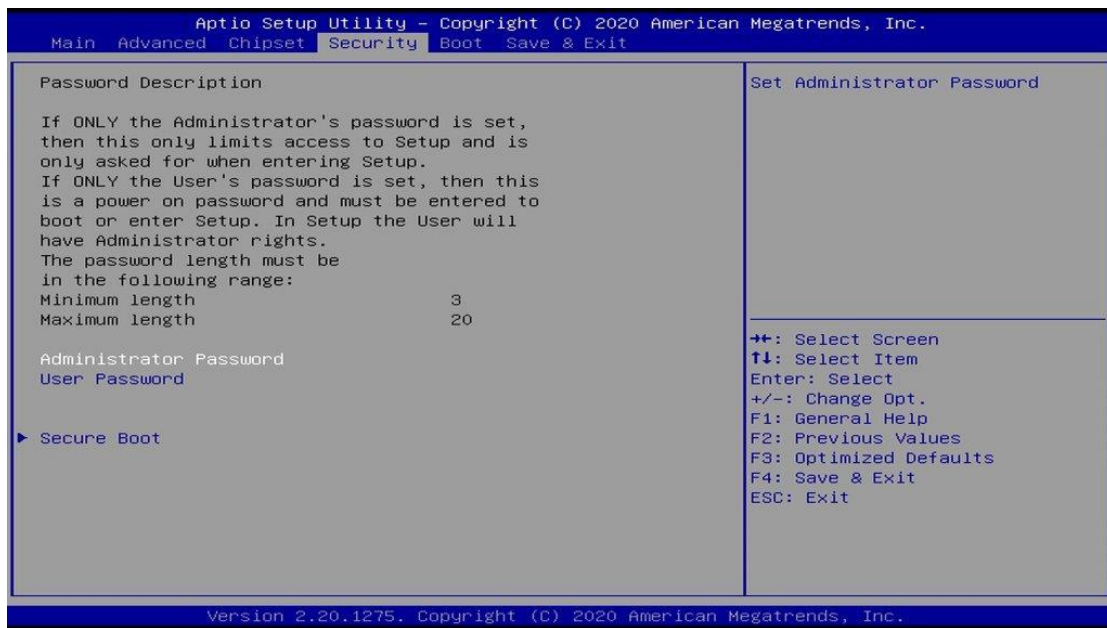 Aptio Setup Utility – Copyright (C) 2020 American Megatrends, Inc.
Main Advanced Chipset Security Boot Save & Exit
Password Description
If ONLY the Administrator's password is set,
then this only limits access to Setup and is
only asked for when entering Setup.
If ONLY the User's password is set, then this
is a power on password and must be entered to
boot or enter Setup. In Setup the User will
have Administrator rights.
The password length must be
in the following range:
Minimum length 3
Maximum length 20
Administrator Password
User Password
► Secure Boot
Set Administrator Password
→←: Select Screen
↑↓: Select Item
Enter: Select
+/-: Change Opt.
F1: General Help
F2: Previous Values
F3: Optimized Defaults
F4: Save & Exit
ESC: Exit
Version 2.20.1275. Copyright (C) 2020 American Megatrends, Inc.